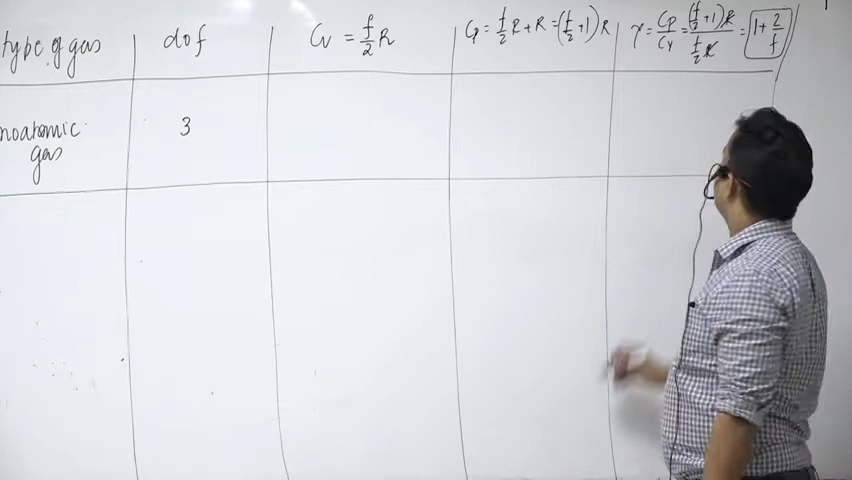 type of gas
dof
Cv = f/2 R
Cp = f/2 R + R = (f/2 + 1) R
γ = Cp/Cv = (f/2 + 1) R / f/2 R = 1 + 2/f
noatomic
gas
3